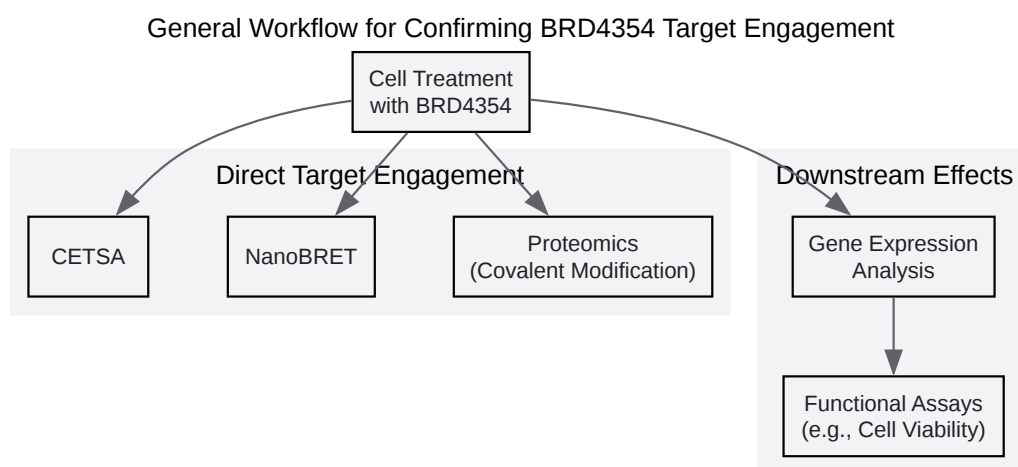 General Workflow for Confirming BRD4354 Target Engagement
Cell Treatment
with BRD4354
Direct Target Engagement
Downstream Effects
CETSA
NanoBRET
Proteomics
(Covalent Modification)
Gene Expression
Analysis
Functional Assays
(e.g., Cell Viability)